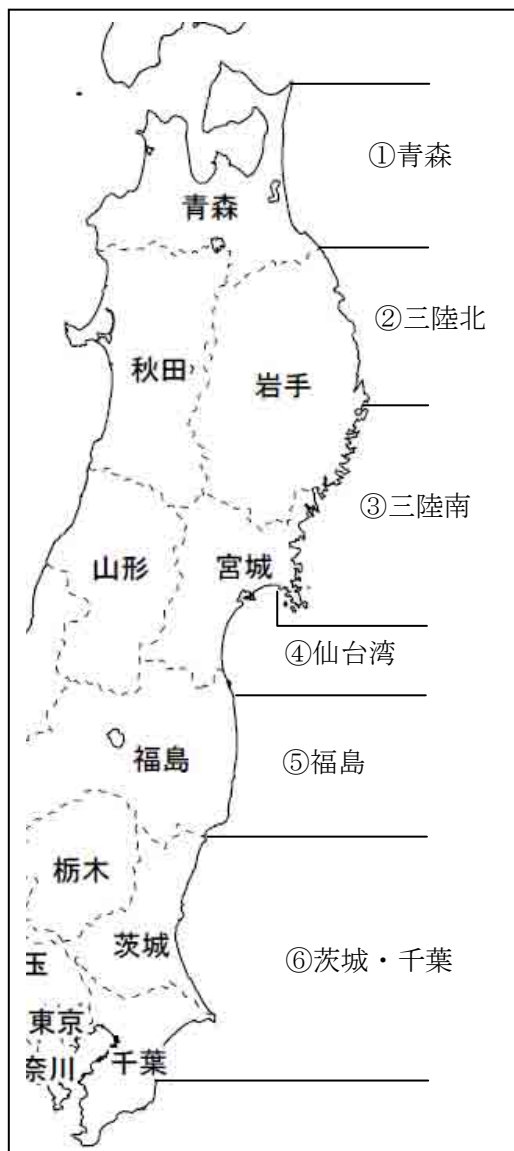 ①青森
青森
②三陸北
秋田
岩手
③三陸南
山形
宮城
④仙台湾
福島
⑤福島
栃木
茨城
⑥茨城・千葉
玉
東京
千葉
奈川